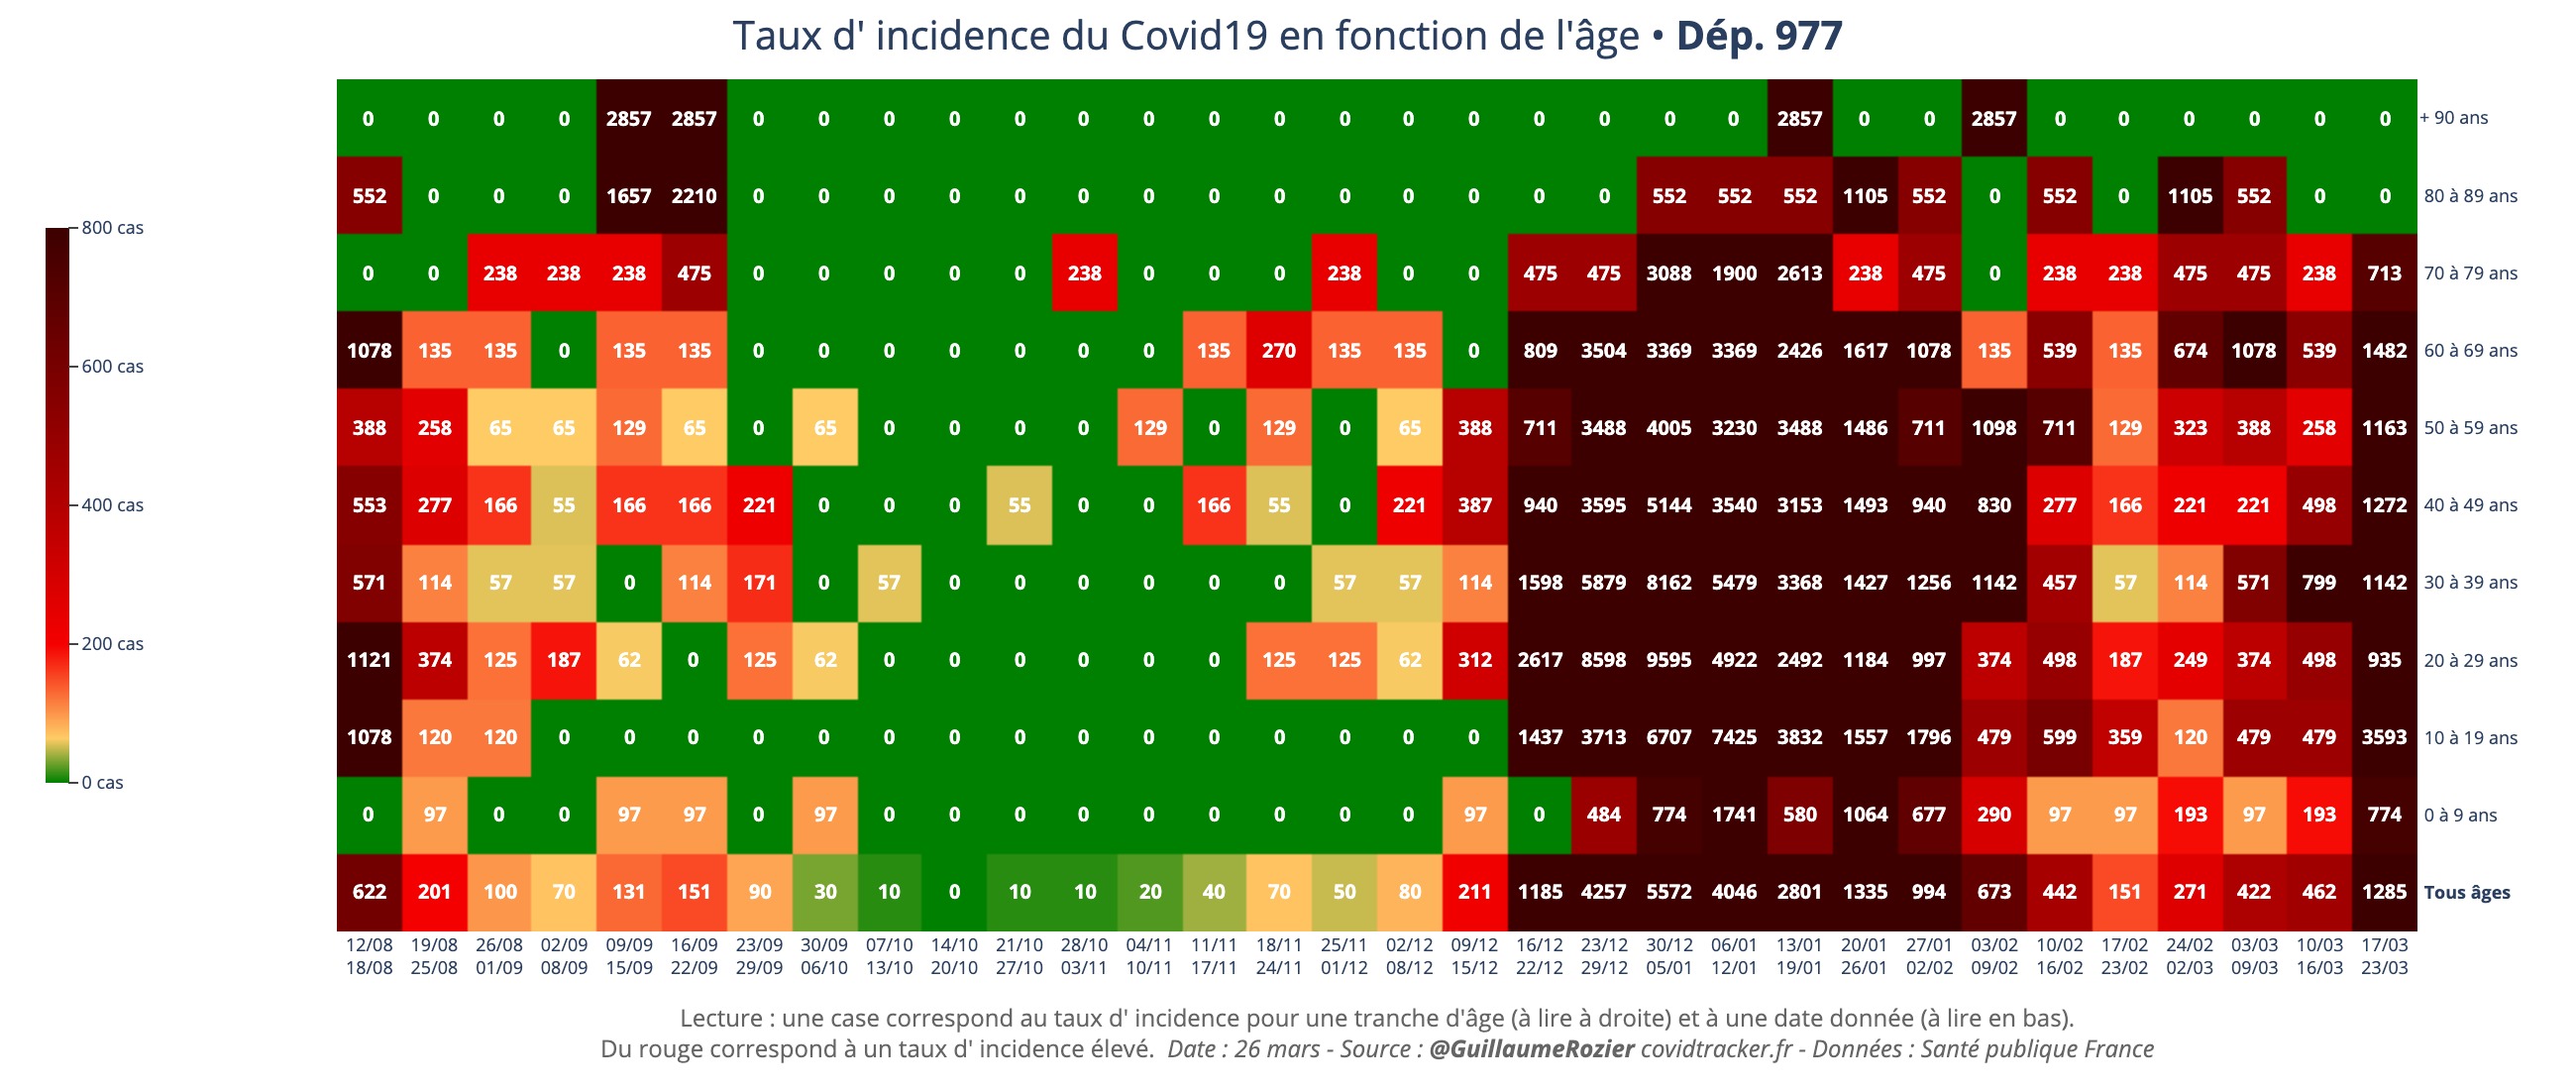 Taux d' incidence du Covid19 en fonction de l'âge • Dép. 977
0 0 0 0 2857 2857 0 0 0 0 0 0 0 0 0 0 0 0 0 0 0 0 2857 0 0 2857 0 0 0 0 0 0 + 90 ans
552 0 0 0 1657 2210 0 0 0 0 0 0 0 0 0 0 0 0 0 0 552 552 552 1105 552 0 552 0 1105 552 0 0 80 à 89 ans
800 cas
0 0 238 238 238 475 0 0 0 0 0 238 0 0 0 238 0 0 475 475 3088 1900 2613 238 475 0 238 238 475 475 238 713 70 à 79 ans
1078 135 135 0 135 135 0 0 0 0 0 0 0 135 270 135 135 0 809 3504 3369 3369 2426 1617 1078 135 539 135 674 1078 539 1482 60 à 69 ans
600 cas
388 258 65 65 129 65 0 65 0 0 0 0 129 0 129 0 65 388 711 3488 4005 3230 3488 1486 711 1098 711 129 323 388 258 1163 50 à 59 ans
400 cas
553 277 166 55 166 166 221 0 0 0 55 0 0 166 55 0 221 387 940 3595 5144 3540 3153 1493 940 830 277 166 221 221 498 1272 40 à 49 ans
571 114 57 57 0 114 171 0 57 0 0 0 0 0 0 57 57 114 1598 5879 8162 5479 3368 1427 1256 1142 457 57 114 571 799 1142 30 à 39 ans
200 cas
1121 374 125 187 62 0 125 62 0 0 0 0 0 0 125 125 62 312 2617 8598 9595 4922 2492 1184 997 374 498 187 249 374 498 935 20 à 29 ans
1078 120 120 0 0 0 0 0 0 0 0 0 0 0 0 0 0 0 1437 3713 6707 7425 3832 1557 1796 479 599 359 120 479 479 3593 10 à 19 ans
0 cas
0 97 0 0 97 97 0 97 0 0 0 0 0 0 0 0 0 97 0 484 774 1741 580 1064 677 290 97 97 193 97 193 774 0 à 9 ans
622 201 100 70 131 151 90 30 10 0 10 10 20 40 70 50 80 211 1185 4257 5572 4046 2801 1335 994 673 442 151 271 422 462 1285 Tous âges
12/08 19/08 26/08 02/09 09/09 16/09 23/09 30/09 07/10 14/10 21/10 28/10 04/11 11/11 18/11 25/11 02/12 09/12 16/12 23/12 30/12 06/01 13/01 20/01 27/01 03/02 10/02 17/02 24/02 03/03 10/03 17/03
18/08 25/08 01/09 08/09 15/09 22/09 29/09 06/10 13/10 20/10 27/10 03/11 10/11 17/11 24/11 01/12 08/12 15/12 22/12 29/12 05/01 12/01 19/01 26/01 02/02 09/02 16/02 23/02 02/03 09/03 16/03 23/03
Lecture : une case correspond au taux d' incidence pour une tranche d'âge (à lire à droite) et à une date donnée (à lire en bas).
Du rouge correspond à un taux d' incidence élevé. Date : 26 mars - Source : @GuillaumeRozier covidtracker.fr - Données : Santé publique France